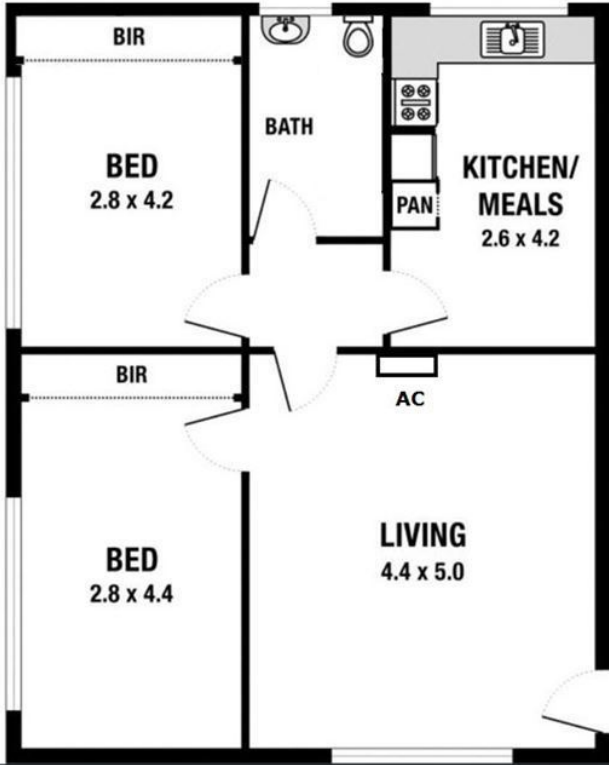 BIR
BED
2.8 x 4.2
BATH
KITCHEN/
MEALS
2.6 x 4.2
PAN
BIR
AC
BED
2.8 x 4.4
LIVING
4.4 x 5.0